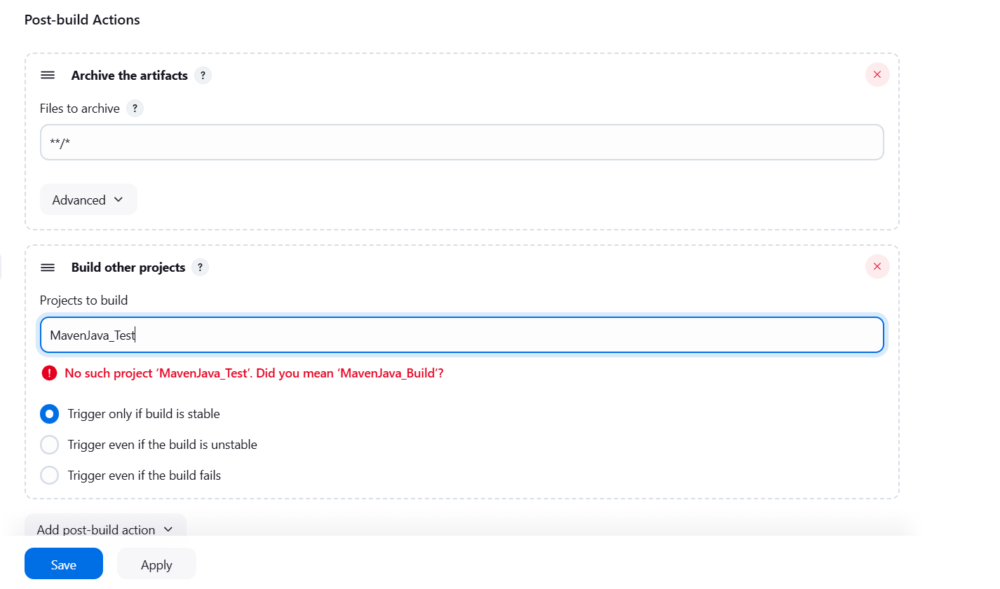 Post-build Actions
Archive the artifacts ?
Files to archive ?
**/*
Advanced
Build other projects ?
Projects to build
MavenJava_Test
! No such project ‘MavenJava_Test’. Did you mean ‘MavenJava_Build’?
Trigger only if build is stable
Trigger even if the build is unstable
Trigger even if the build fails
Add post-build action
Save Apply